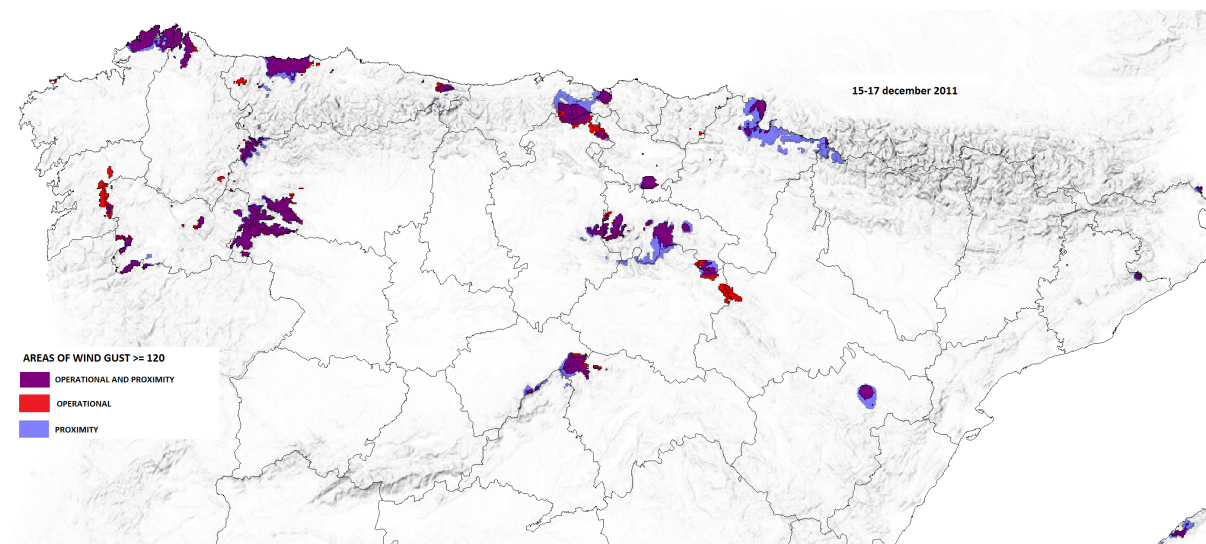 15-17 december 2011
AREAS OF WIND GUST >= 120
OPERATIONAL AND PROXIMITY
OPERATIONAL
PROXIMITY